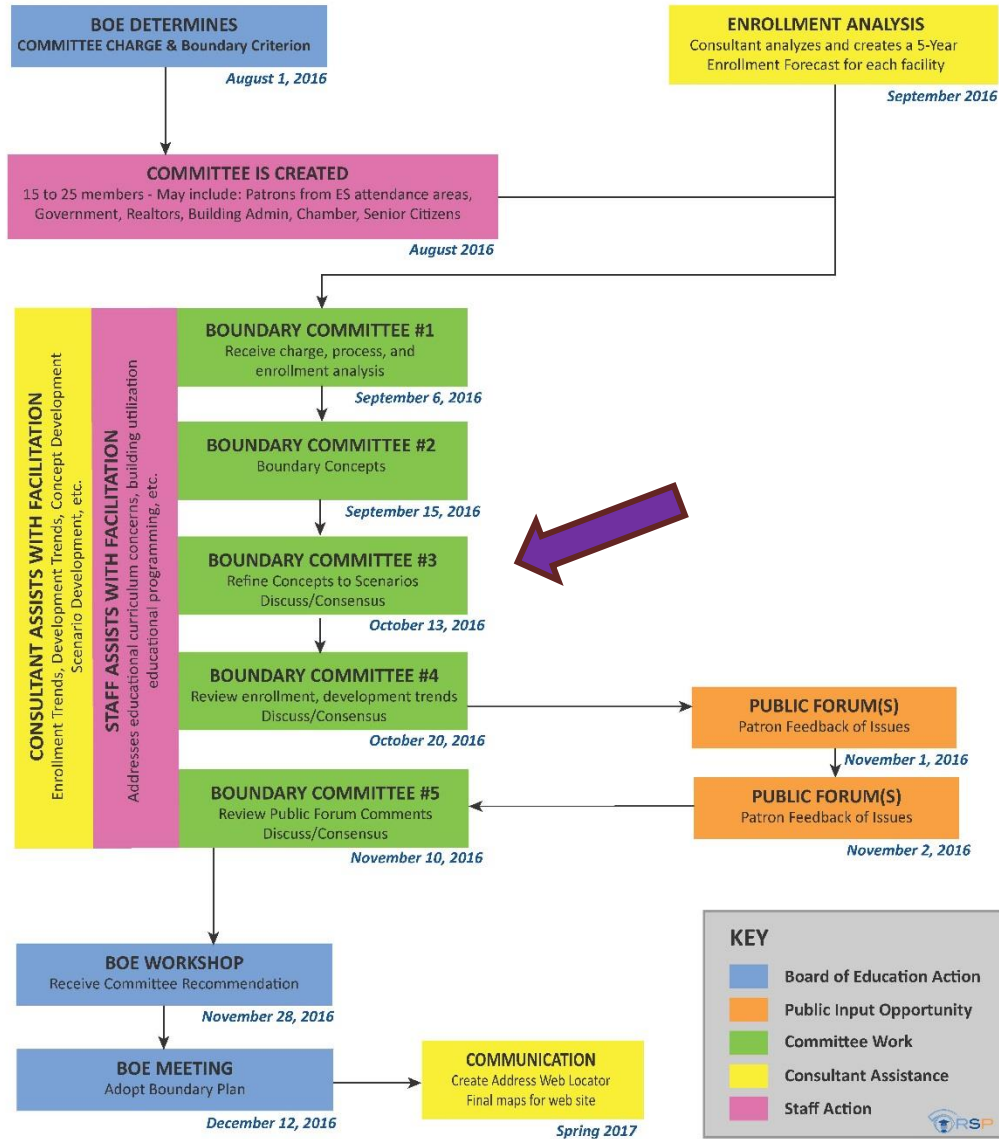 BOE DETERMINES
COMMITTEE CHARGE & Boundary Criterion
August 1, 2016
ENROLLMENT ANALYSIS
Consultant analyzes and creates a 5-Year
Enrollment Forecast for each facility
September 2016
COMMITTEE IS CREATED
15 to 25 members - May include: Patrons from ES attendance areas,
Government, Realtors, Building Admin, Chamber, Senior Citizens
August 2016
CONSULTANT ASSISTS WITH FACILITATION
Enrollment Trends, Development Trends, Concept Development
Scenario Development, etc.
STAFF ASSISTS WITH FACILITATION
Addresses educational curriculum concerns, building utilization
educational programming, etc.
BOUNDARY COMMITTEE #1
Receive charge, process, and
enrollment analysis
September 6, 2016
BOUNDARY COMMITTEE #2
Boundary Concepts
September 15, 2016
BOUNDARY COMMITTEE #3
Refine Concepts to Scenarios
Discuss/Consensus
October 13, 2016
BOUNDARY COMMITTEE #4
Review enrollment, development trends
Discuss/Consensus
October 20, 2016
PUBLIC FORUM(S)
Patron Feedback of Issues
November 1, 2016
PUBLIC FORUM(S)
Patron Feedback of Issues
November 2, 2016
BOUNDARY COMMITTEE #5
Review Public Forum Comments
Discuss/Consensus
November 10, 2016
BOE WORKSHOP
Receive Committee Recommendation
November 28, 2016
BOE MEETING
Adopt Boundary Plan
December 12, 2016
COMMUNICATION
Create Address Web Locator
Final maps for web site
Spring 2017
KEY
Board of Education Action
Public Input Opportunity
Committee Work
Consultant Assistance
Staff Action
RSP